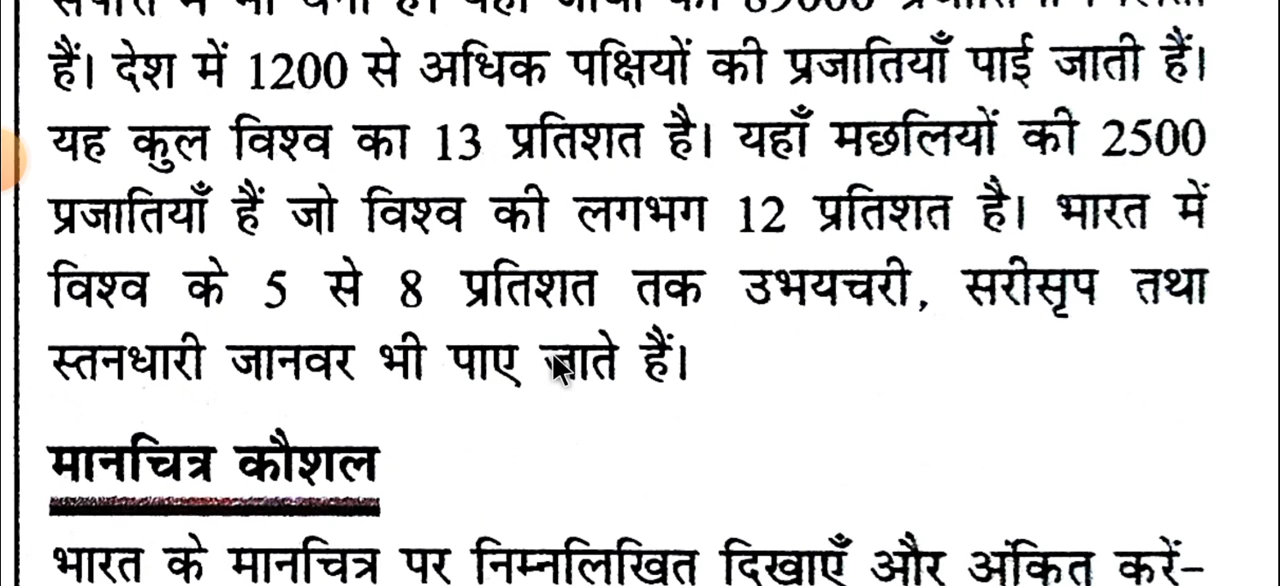 हैं। देश में 1200 से अधिक पक्षियों की प्रजातियाँ पाई जाती हैं।
यह कुल विश्व का 13 प्रतिशत है। यहाँ मछलियों की 2500
प्रजातियाँ हैं जो विश्व की लगभग 12 प्रतिशत है। भारत में
विश्व के 5 से 8 प्रतिशत तक उभयचरी, सरीसृप तथा
स्तनधारी जानवर भी पाए जाते हैं।
मानचित्र कौशल
भारत के मानचित्र पर निम्नलिखित दिखाएँ और अंकित करें-